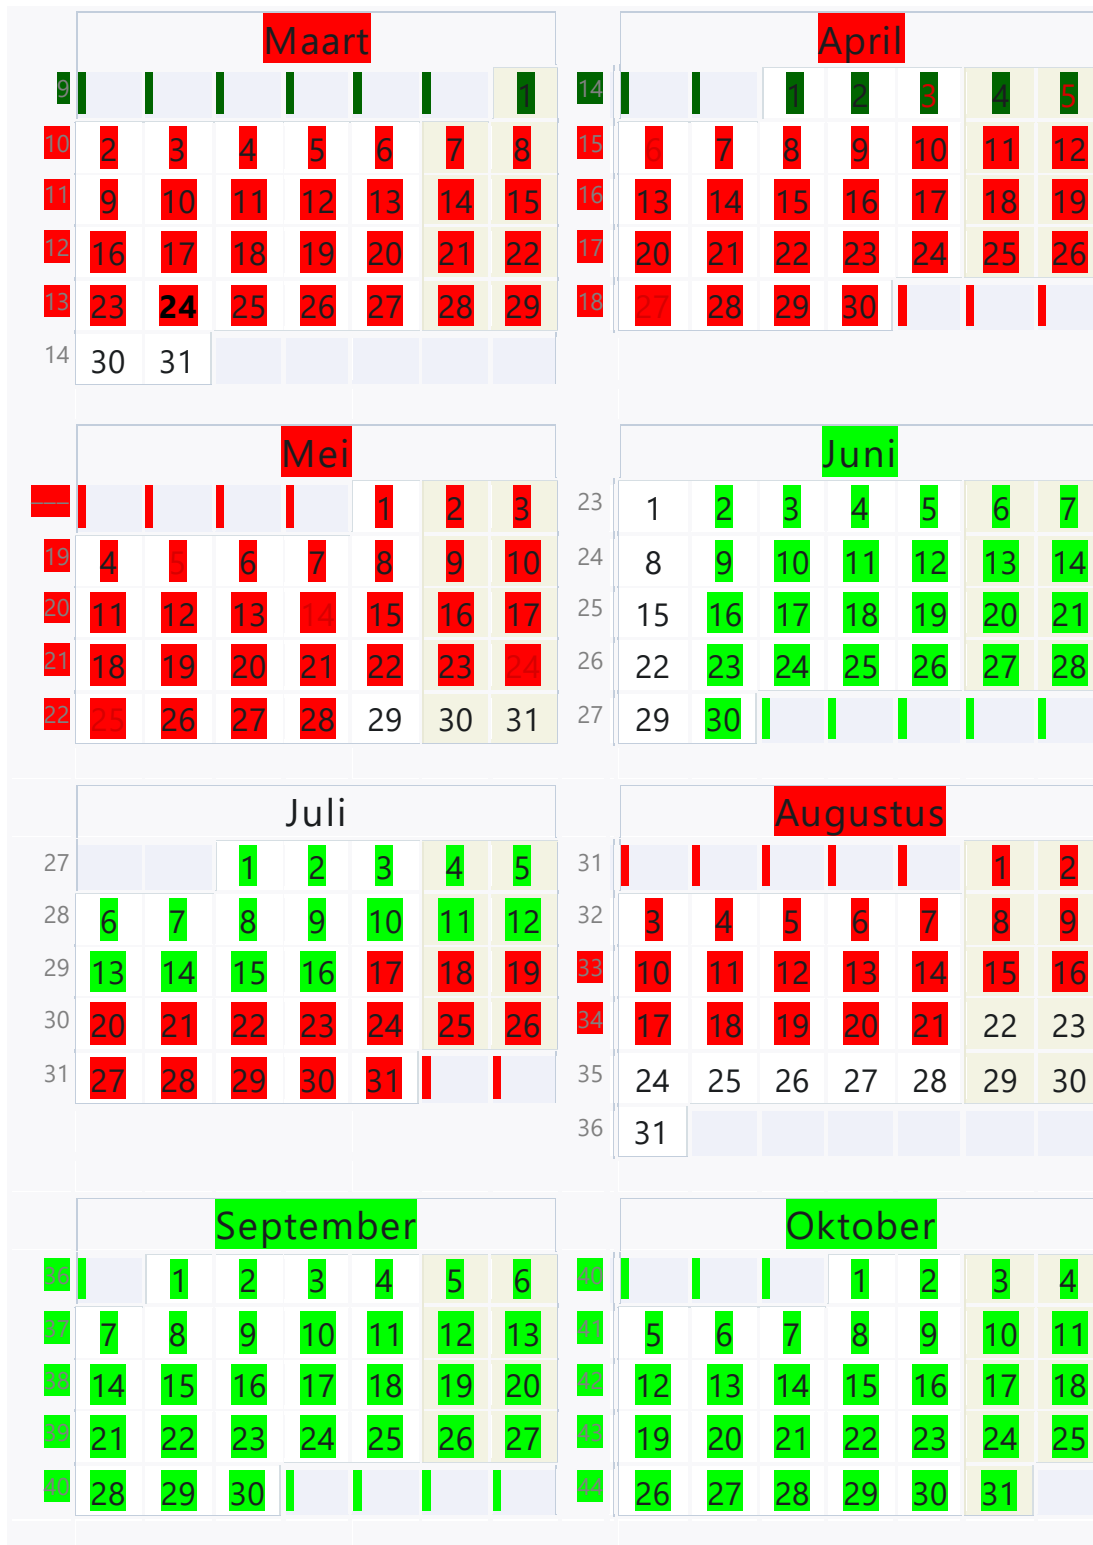 Maart
9 1
10 2 3 4 5 6 7 8
11 9 10 11 12 13 14 15
12 16 17 18 19 20 21 22
13 23 24 25 26 27 28 29
14 30 31
April
14 1 2 3 4 5
15 6 7 8 9 10 11 12
16 13 14 15 16 17 18 19
17 20 21 22 23 24 25 26
18 27 28 29 30
Mei
1 2 3
19 4 5 6 7 8 9 10
20 11 12 13 14 15 16 17
21 18 19 20 21 22 23 24
22 25 26 27 28 29 30 31
Juni
23 1 2 3 4 5 6 7
24 8 9 10 11 12 13 14
25 15 16 17 18 19 20 21
26 22 23 24 25 26 27 28
27 29 30
Juli
27 1 2 3 4 5
28 6 7 8 9 10 11 12
29 13 14 15 16 17 18 19
30 20 21 22 23 24 25 26
31 27 28 29 30 31
Augustus
31 1 2
32 3 4 5 6 7 8 9
33 10 11 12 13 14 15 16
34 17 18 19 20 21 22 23
35 24 25 26 27 28 29 30
36 31
September
36 1 2 3 4 5 6
37 7 8 9 10 11 12 13
38 14 15 16 17 18 19 20
39 21 22 23 24 25 26 27
40 28 29 30
Oktober
40 1 2 3 4
41 5 6 7 8 9 10 11
42 12 13 14 15 16 17 18
43 19 20 21 22 23 24 25
44 26 27 28 29 30 31